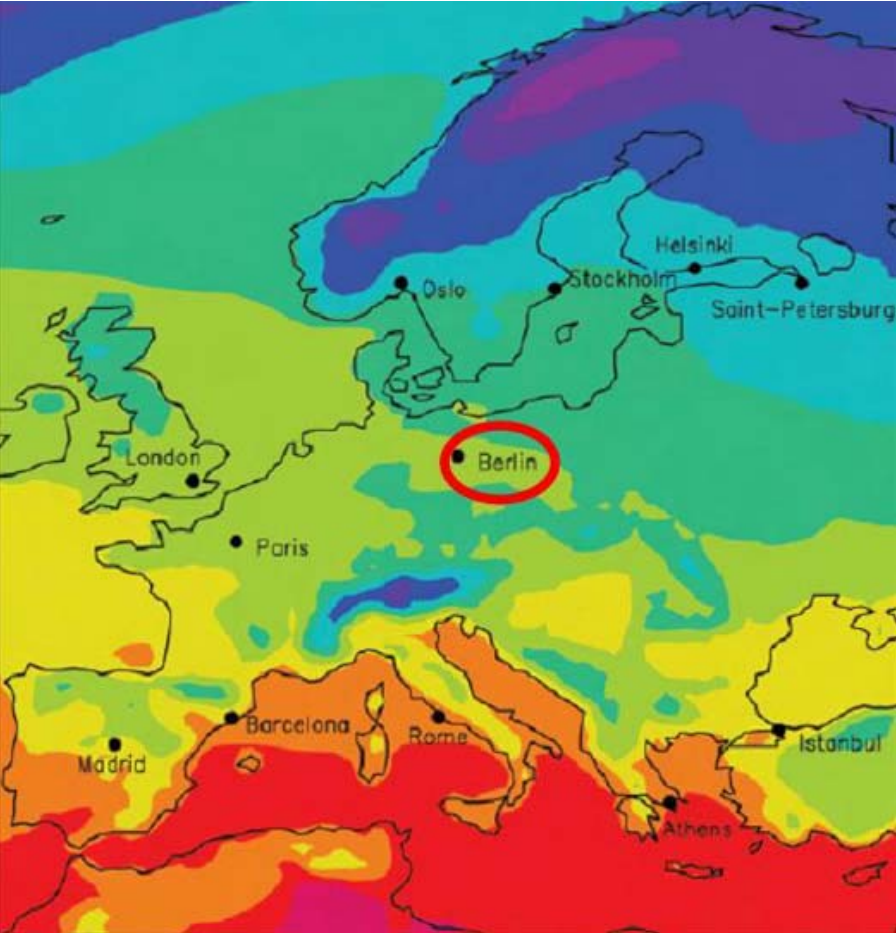 Helsinki
Oslo
Stockholm
Saint-Petersburg
London
Berlin
Paris
Barcelona
Rome
Madrid
Istanbul
Athens